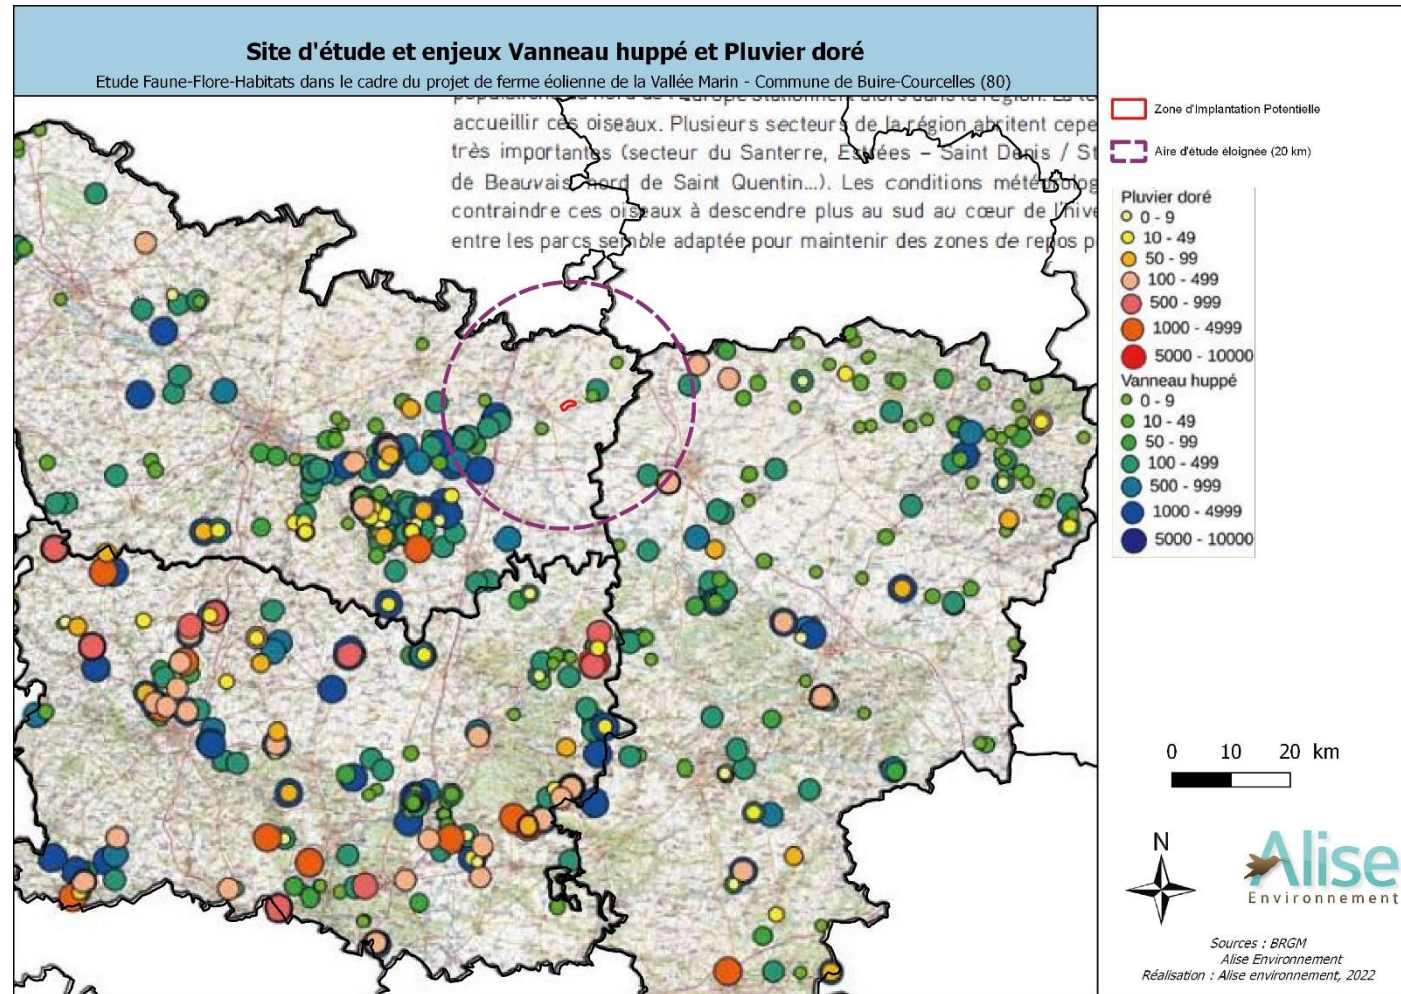 Site d'étude et enjeux Vanneau huppé et Pluvier doré
Etude Faune-Flore-Habitats dans le cadre du projet de ferme éolienne de la Vallée Marin - Commune de Buire-Courcelles (80)
accueillir ces oiseaux. Plusieurs secteurs de la région abritent cepe
très importantes (secteur du Santerre, Estrées – Saint Denis / St
de Beauvais, nord de Saint Quentin...). Les conditions météorolog
contraindre ces oiseaux à descendre plus au sud au cœur de l'hive
entre les parcs semble adaptée pour maintenir des zones de repos p
Zone d'Implantation Potentielle
Aire d'étude éloignée (20 km)
Pluvier doré
0 - 9
10 - 49
50 - 99
100 - 499
500 - 999
1000 - 4999
5000 - 10000
Vanneau huppé
0 - 9
10 - 49
50 - 99
100 - 499
500 - 999
1000 - 4999
5000 - 10000
0 10 20 km
N
Alise
Environnement
Sources : BRGM
Alise Environnement
Réalisation : Alise environnement, 2022